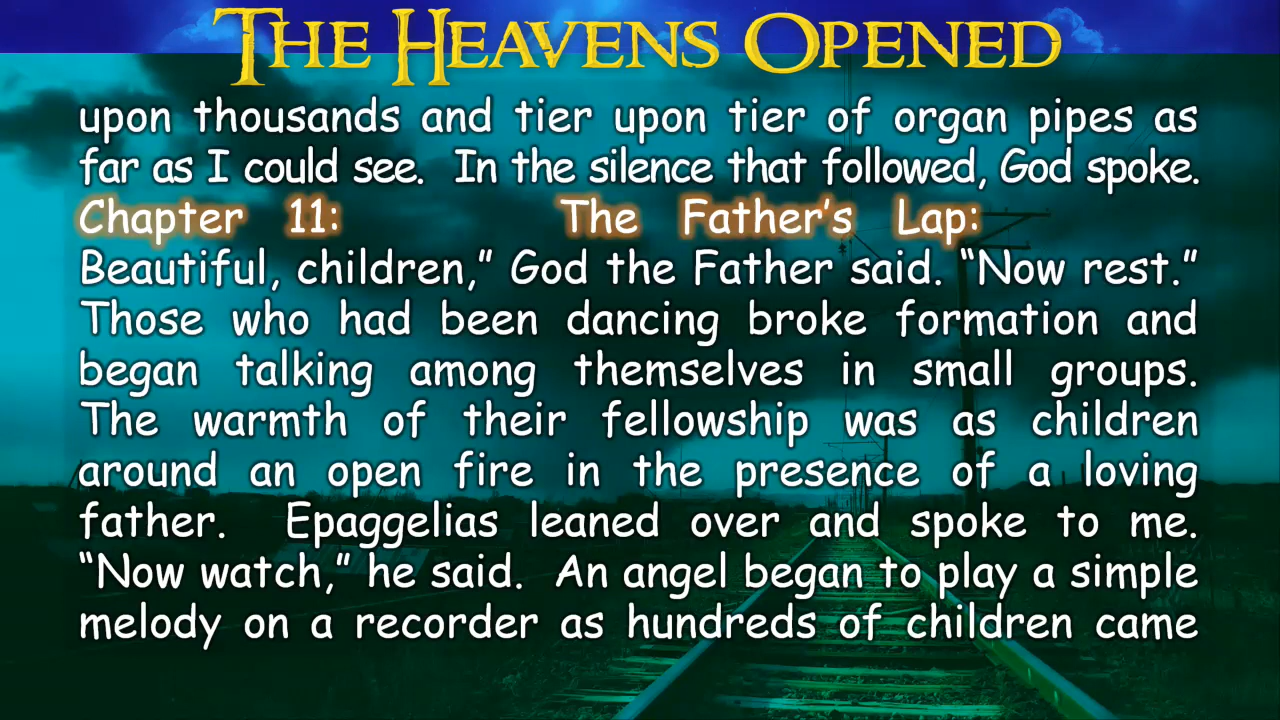 THE HEAVENS OPENED
upon thousands and tier upon tier of organ pipes as
far as I could see. In the silence that followed, God spoke.
Chapter 11: The Father’s Lap:
Beautiful, children,” God the Father said. “Now rest.”
Those who had been dancing broke formation and
began talking among themselves in small groups.
The warmth of their fellowship was as children
around an open fire in the presence of a loving
father. Epaggelias leaned over and spoke to me.
“Now watch,” he said. An angel began to play a simple
melody on a recorder as hundreds of children came